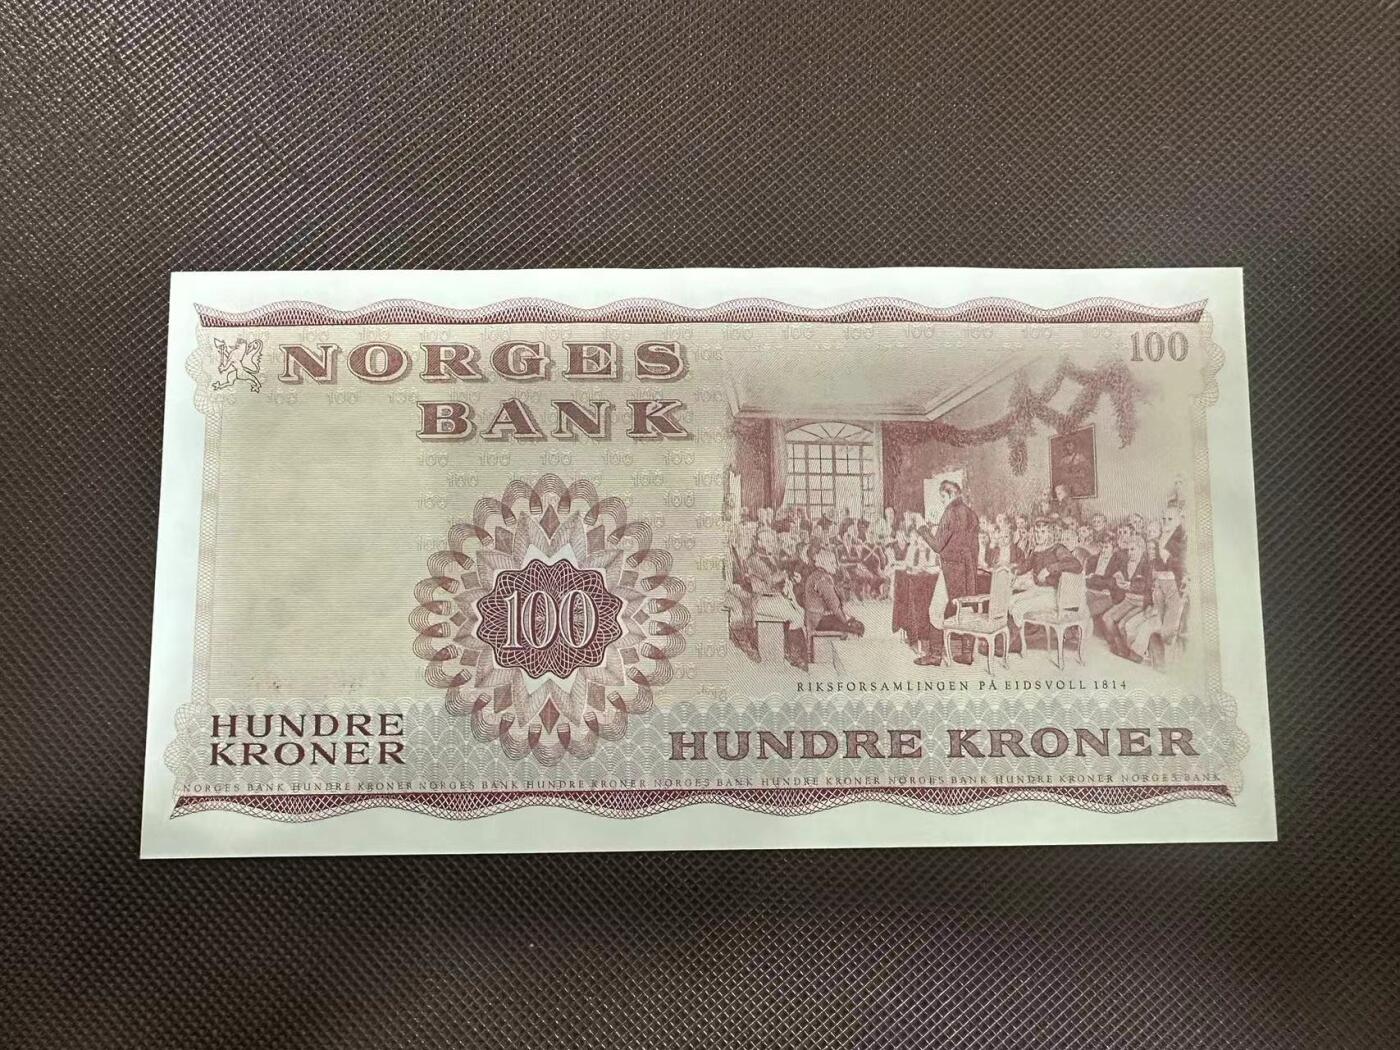 NORGES
BANK
100
100
RIKSFORSAMLINGEN PÅ EIDSVOLL 1814
HUNDRE
KRONER
HUNDRE KRONER
NORGES BANK HUNDRE KRONER NORGES BANK HUNDRE KRONER NORGES BANK HUNDRE KRONER NORGES BANK HUNDRE KRONER NORGES BANK